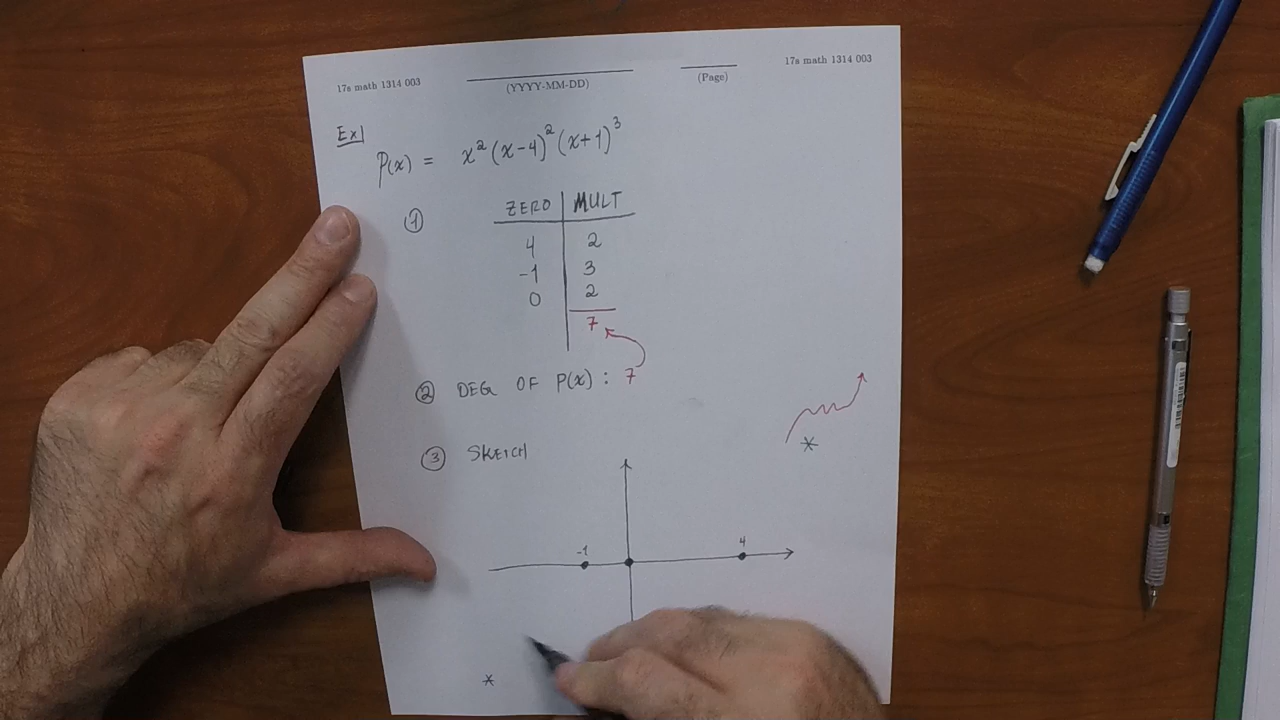 17s math 1314 003 (YYYY-MM-DD) (Page) 17s math 1314 003
Ex1
P(x) = x²(x-4)²(x+1)³
① ZERO MULT
4 2
-1 3
0 2
7
② DEG OF P(x): 7
③ SKETCH
*
-1 4
*